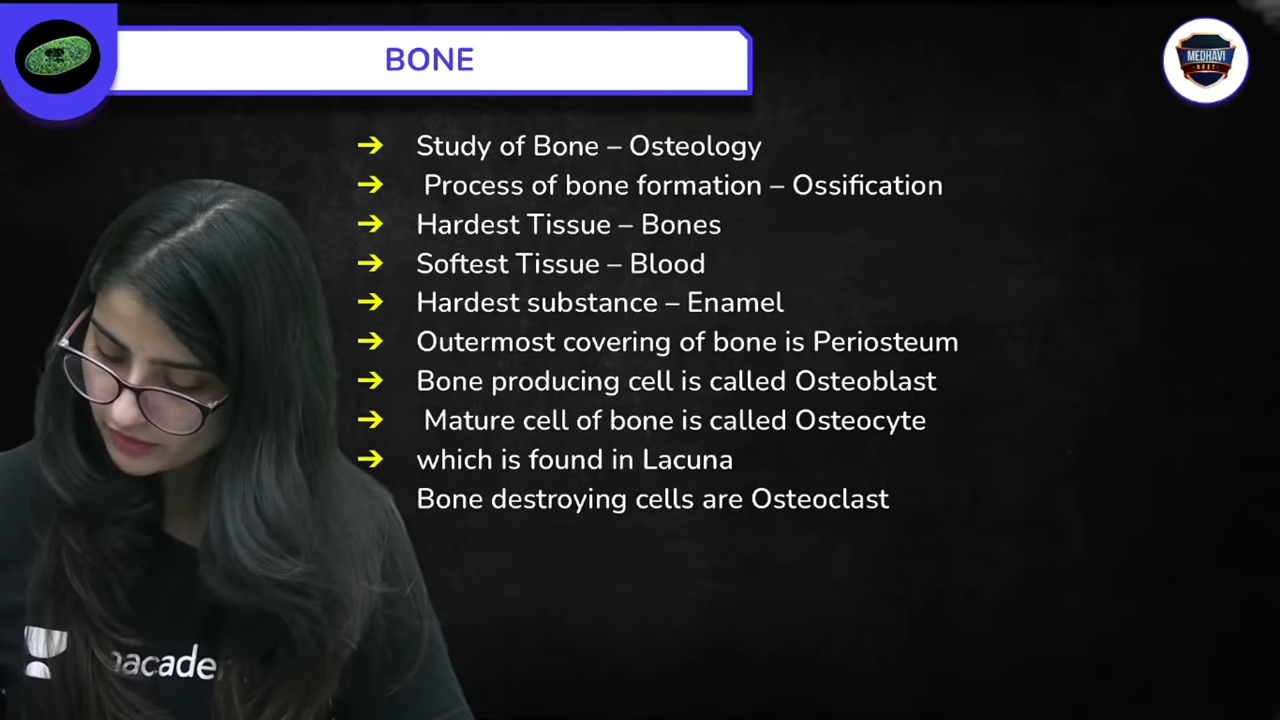 BONE
MEDHAVI
NEET
➔ Study of Bone – Osteology
➔ Process of bone formation – Ossification
➔ Hardest Tissue – Bones
➔ Softest Tissue – Blood
➔ Hardest substance – Enamel
➔ Outermost covering of bone is Periosteum
➔ Bone producing cell is called Osteoblast
➔ Mature cell of bone is called Osteocyte
➔ which is found in Lacuna
Bone destroying cells are Osteoclast